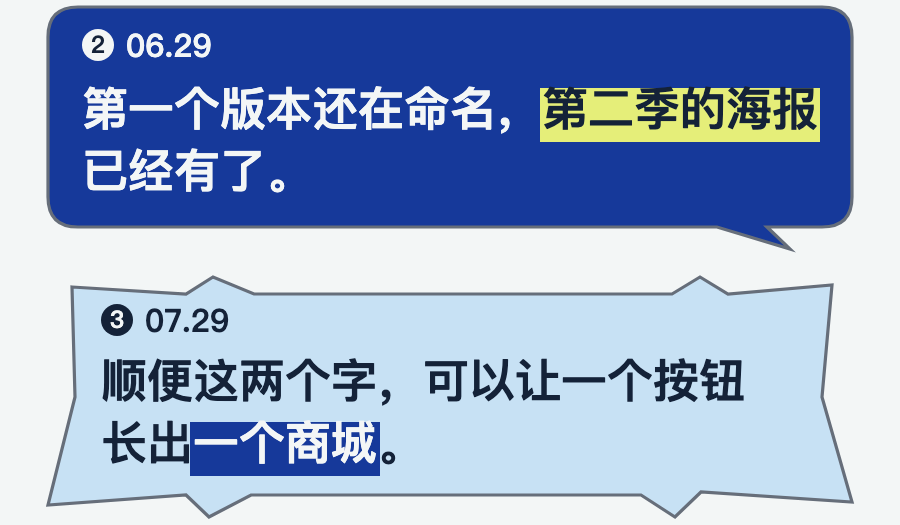 2 06.29
第一个版本还在命名，第二季的海报
已经有了。
3 07.29
顺便这两个字，可以让一个按钮
长出一个商城。